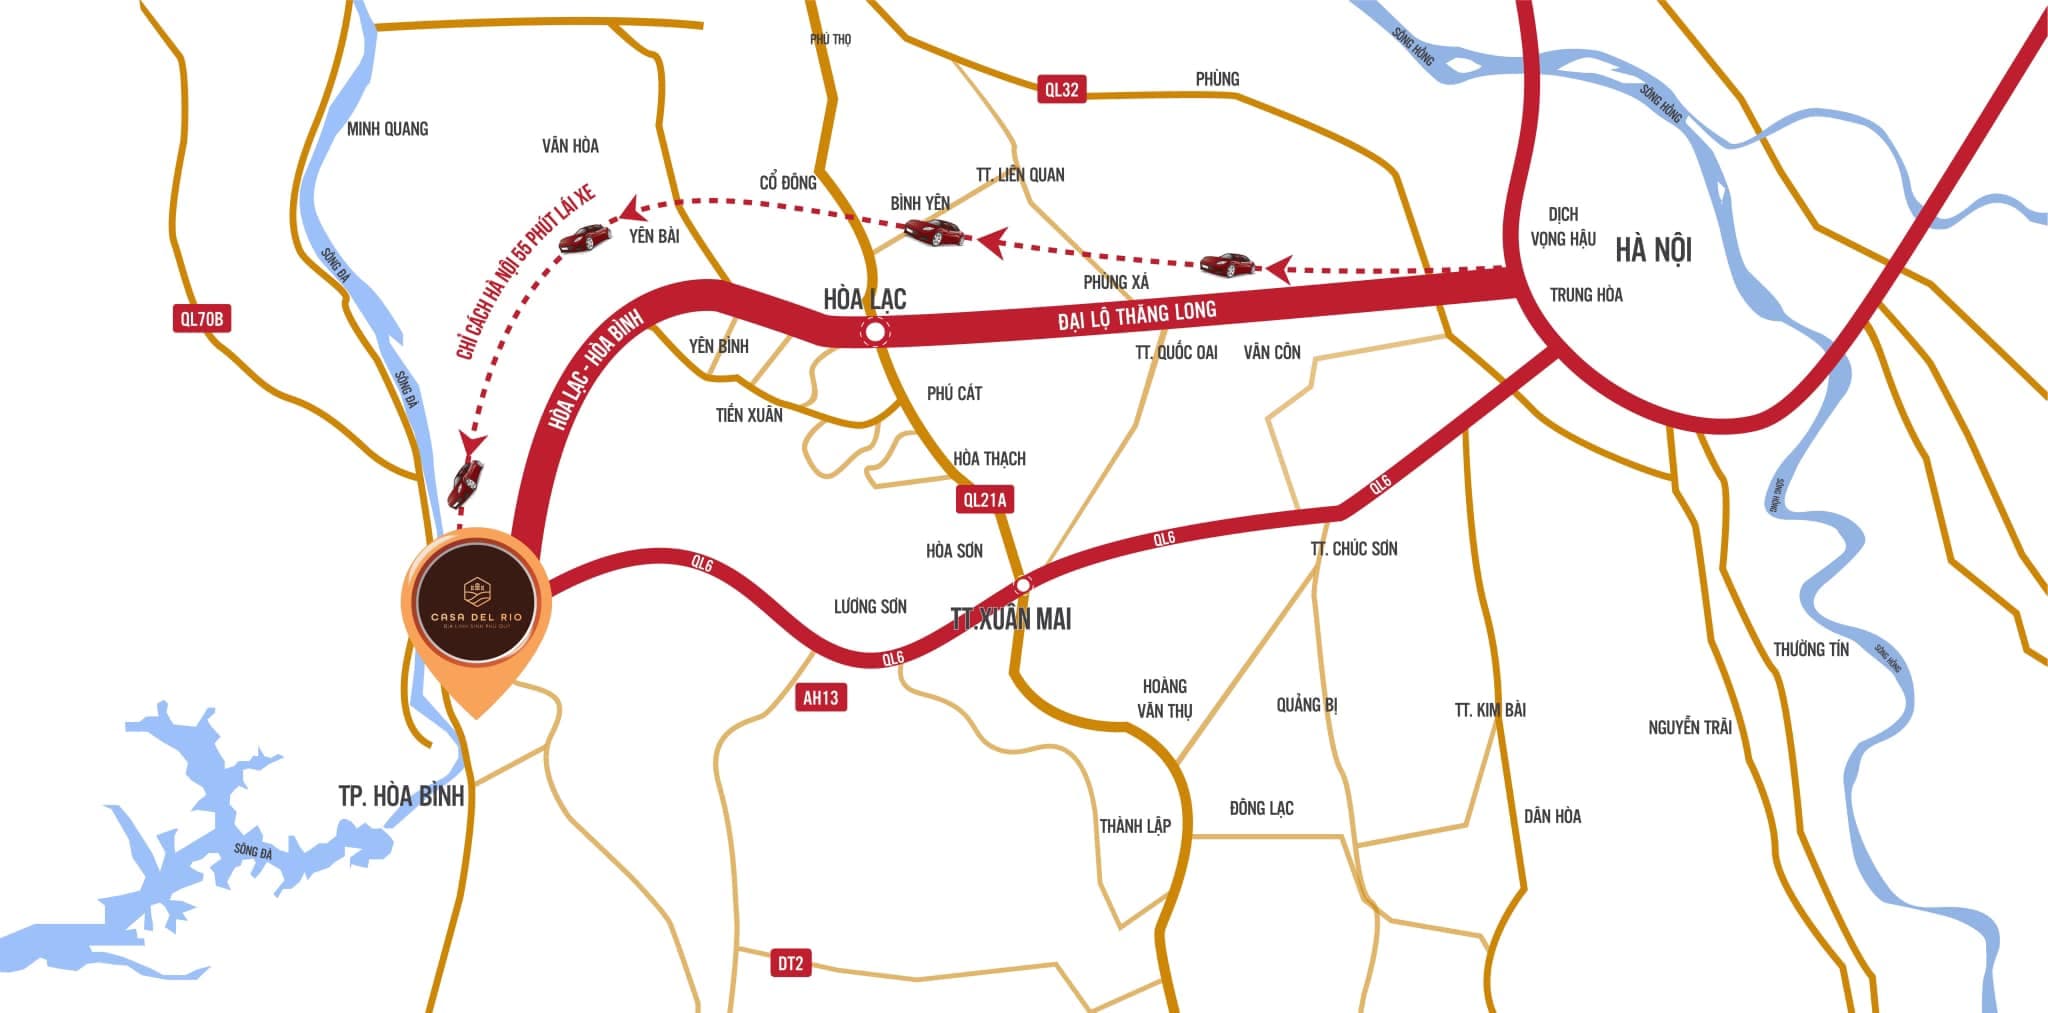 PHÚ THỌ
SÔNG HỒNG
QL32
PHÙNG
SÔNG HỒNG
MINH QUANG
VÂN HÒA
CỔ ĐÔNG
TT. LIÊN QUAN
BÌNH YÊN
CHỈ CÁCH HÀ NỘI 55 PHÚT LÁI XE
YÊN BÀI
DỊCH
VỌNG HẬU
HÀ NỘI
SÔNG ĐÀ
PHÙNG XÁ
TRUNG HÒA
HÒA LẠC
QL70B
ĐẠI LỘ THĂNG LONG
HÒA LẠC - HÒA BÌNH
YÊN BÌNH
TT. QUỐC OAI
VÂN CÔN
SÔNG ĐÀ
PHÚ CÁT
TIẾN XUÂN
HÒA THẠCH
QL6
QL21A
SÔNG HỒNG
QL6
HÒA SƠN
TT. CHÚC SƠN
QL6
LƯƠNG SƠN
TT.XUÂN MAI
CASA DEL RIO
QL6
THƯỜNG TÍN
SÔNG HỒNG
AH13
HOÀNG
VĂN THỤ
QUẢNG BỊ
TT. KIM BÀI
NGUYỄN TRÃI
TP. HÒA BÌNH
THÀNH LẬP
ĐÔNG LẠC
DÂN HÒA
SÔNG ĐÀ
DT2